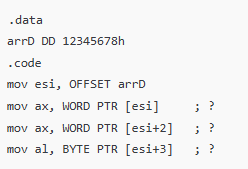 .data
arrD DD 12345678h
.code
mov esi, OFFSET arrD
mov ax, WORD PTR [esi]    ; ?
mov ax, WORD PTR [esi+2]  ; ?
mov al, BYTE PTR [esi+3]  ; ?